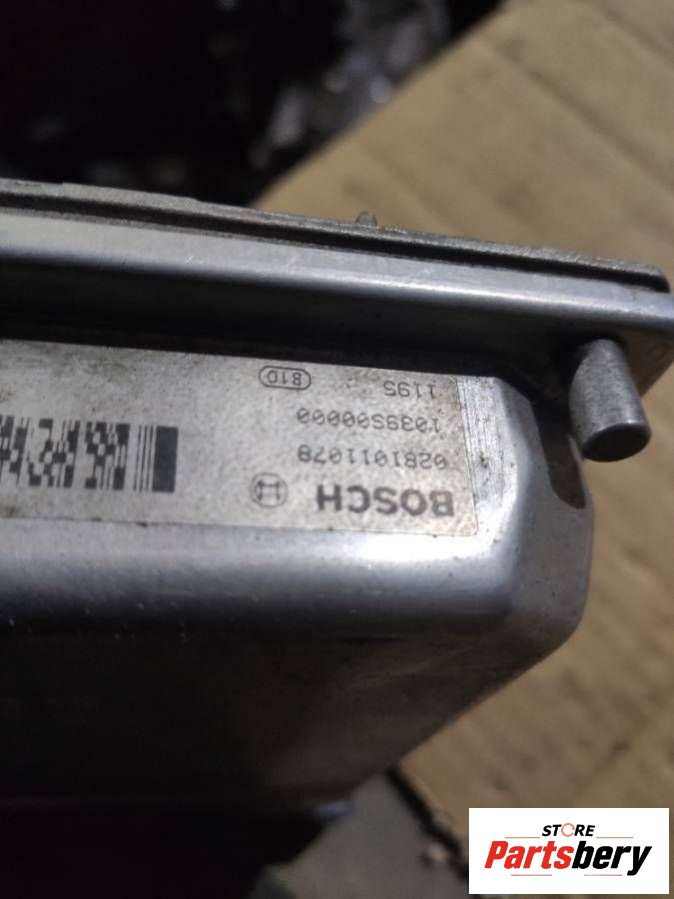 BOSCH
0281011078
1039S00000
1195
B10
STORE
Partsbery